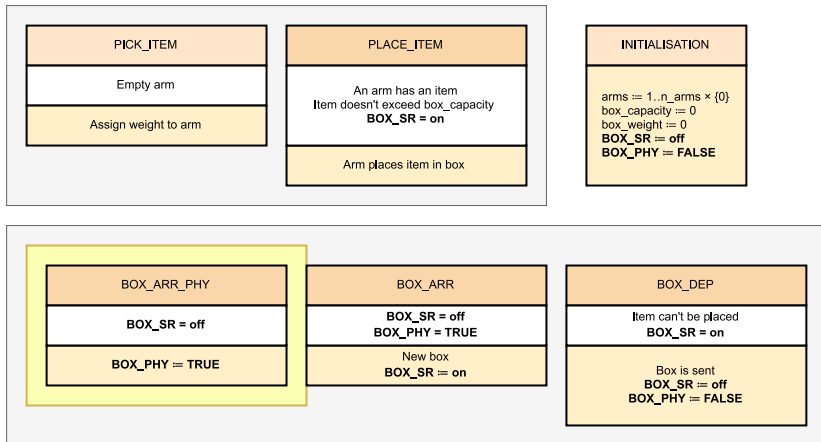 PICK_ITEM
Empty arm
Assign weight to arm
PLACE_ITEM
An arm has an item
Item doesn't exceed box_capacity
BOX_SR = on
Arm places item in box
INITIALISATION
arms ≔ 1..n_arms × {0}
box_capacity ≔ 0
box_weight ≔ 0
BOX_SR ≔ off
BOX_PHY ≔ FALSE
BOX_ARR_PHY
BOX_SR = off
BOX_PHY ≔ TRUE
BOX_ARR
BOX_SR = off
BOX_PHY = TRUE
New box
BOX_SR ≔ on
BOX_DEP
Item can't be placed
BOX_SR = on
Box is sent
BOX_SR ≔ off
BOX_PHY ≔ FALSE